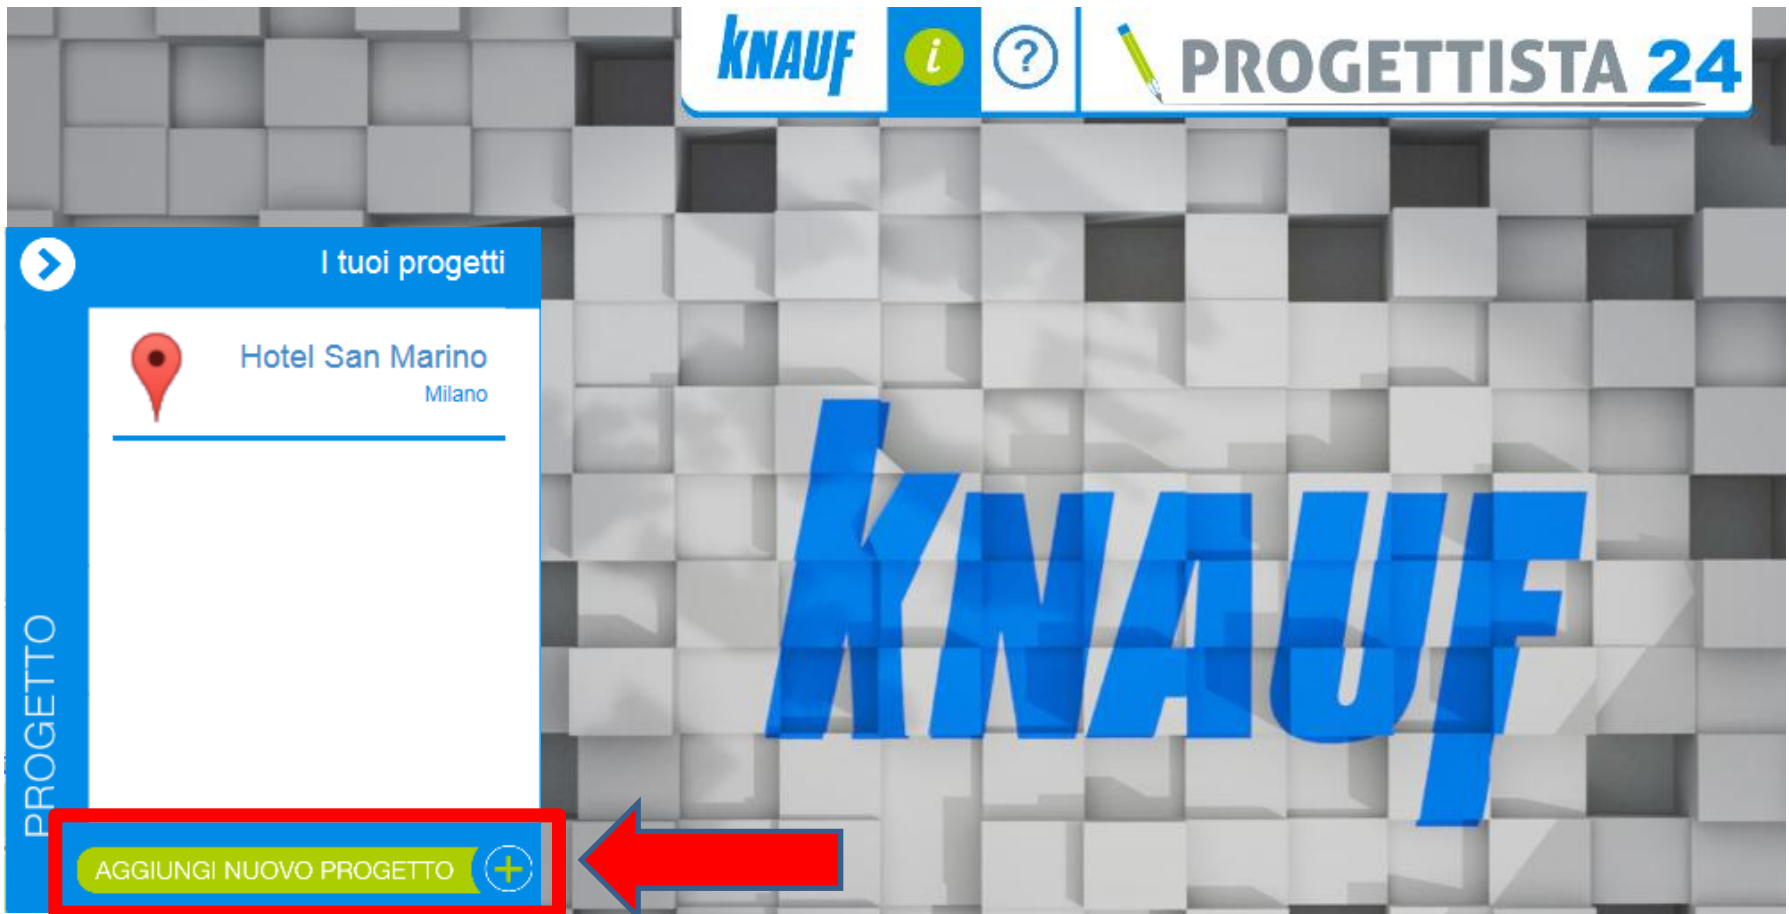 KNAUF
i
?
PROGETTISTA 24
I tuoi progetti
Hotel San Marino
Milano
PROGETTO
AGGIUNGI NUOVO PROGETTO
+
KNAUF